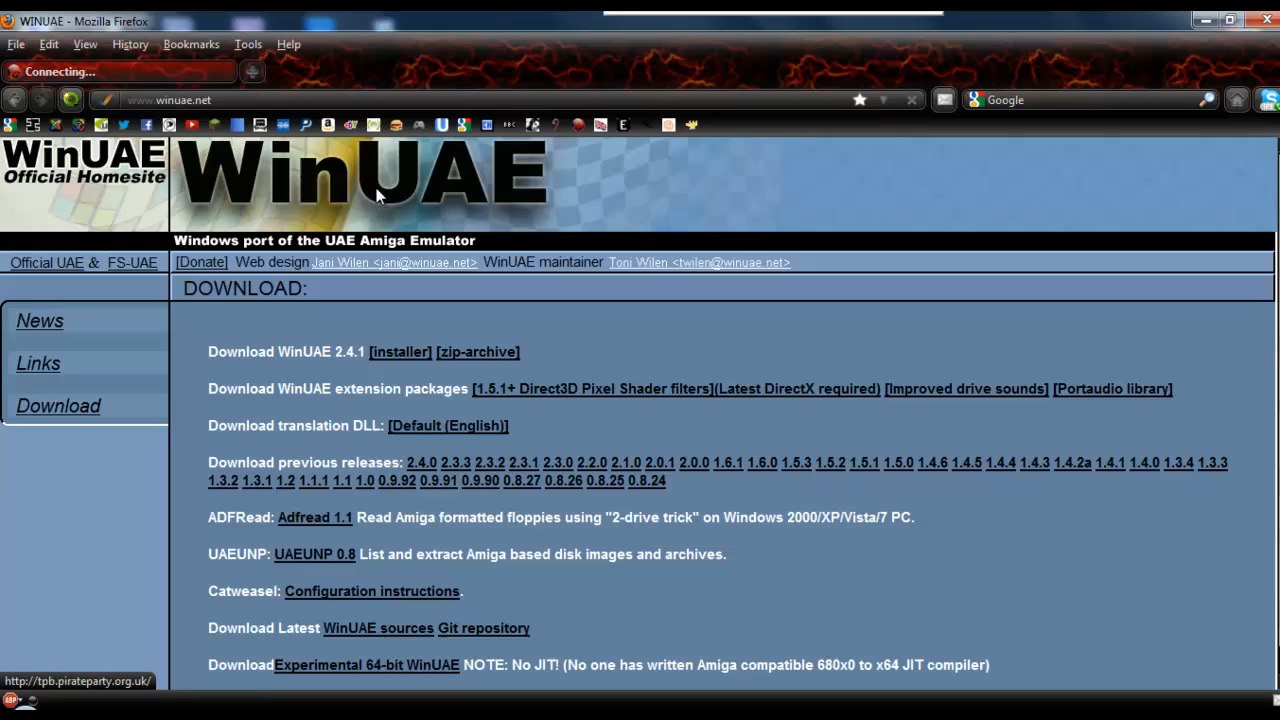 WINUAE - Mozilla Firefox
File Edit View History Bookmarks Tools Help
Connecting...
www.winuae.net
Google
WinUAE
Official Homesite
WinUAE
Windows port of the UAE Amiga Emulator
Official UAE & FS-UAE
[Donate] Web design Jani Wilen <jani@winuae.net> WinUAE maintainer Toni Wilen <twilen@winuae.net>
DOWNLOAD:
News
Links
Download
Download WinUAE 2.4.1 [installer] [zip-archive]
Download WinUAE extension packages [1.5.1+ Direct3D Pixel Shader filters](Latest DirectX required) [Improved drive sounds] [Portaudio library]
Download translation DLL: [Default (English)]
Download previous releases: 2.4.0 2.3.3 2.3.2 2.3.1 2.3.0 2.2.0 2.1.0 2.0.1 2.0.0 1.6.1 1.6.0 1.5.3 1.5.2 1.5.1 1.5.0 1.4.6 1.4.5 1.4.4 1.4.3 1.4.2a 1.4.1 1.4.0 1.3.4 1.3.3
1.3.2 1.3.1 1.2 1.1.1 1.1 1.0 0.9.92 0.9.91 0.9.90 0.8.27 0.8.26 0.8.25 0.8.24
ADFRead: Adfread 1.1 Read Amiga formatted floppies using "2-drive trick" on Windows 2000/XP/Vista/7 PC.
UAEUNP: UAEUNP 0.8 List and extract Amiga based disk images and archives.
Catweasel: Configuration instructions.
Download Latest WinUAE sources Git repository
Download Experimental 64-bit WinUAE NOTE: No JIT! (No one has written Amiga compatible 680x0 to x64 JIT compiler)
http://tpb.pirateparty.org.uk/
ABP